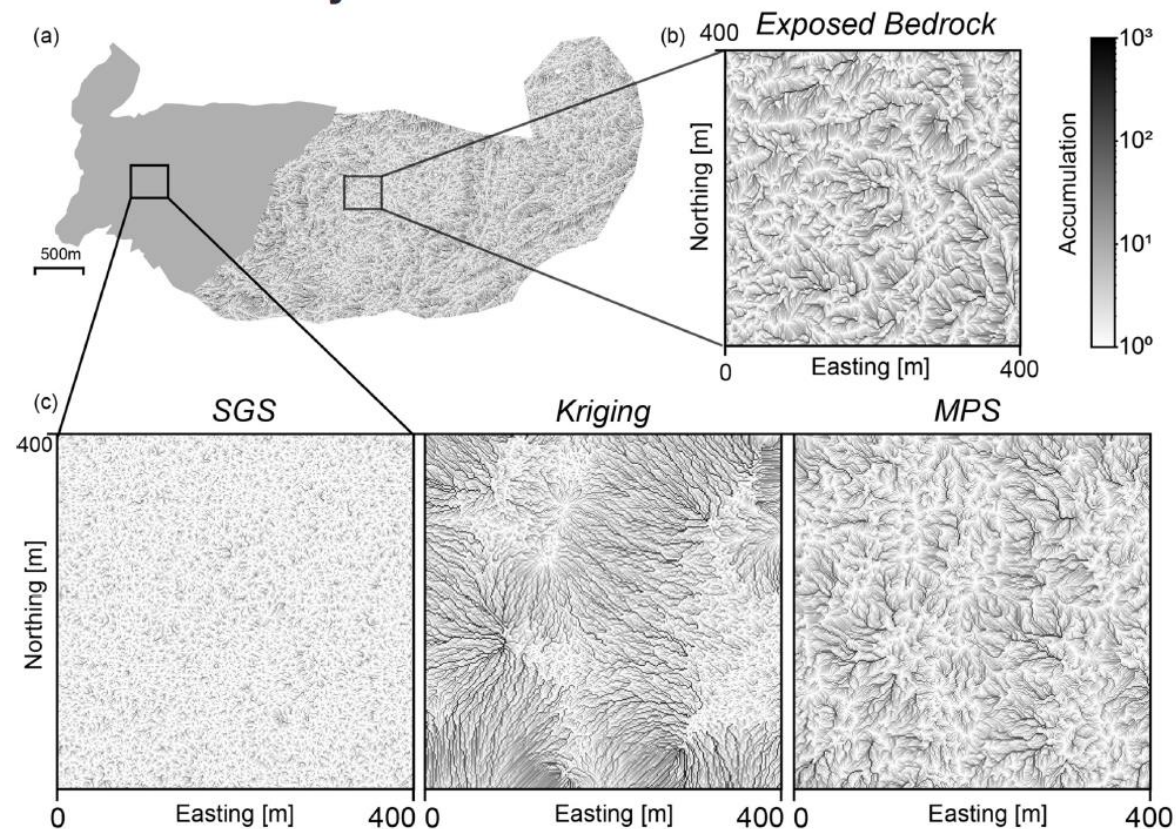 (a)
500m
(b)
Exposed Bedrock
400
Northing [m]
0
Easting [m]
400
Accumulation
10³
10²
10¹
10⁰
(c)
SGS
Kriging
MPS
400
Northing [m]
0
Easting [m]
400
0
Easting [m]
400
0
Easting [m]
400